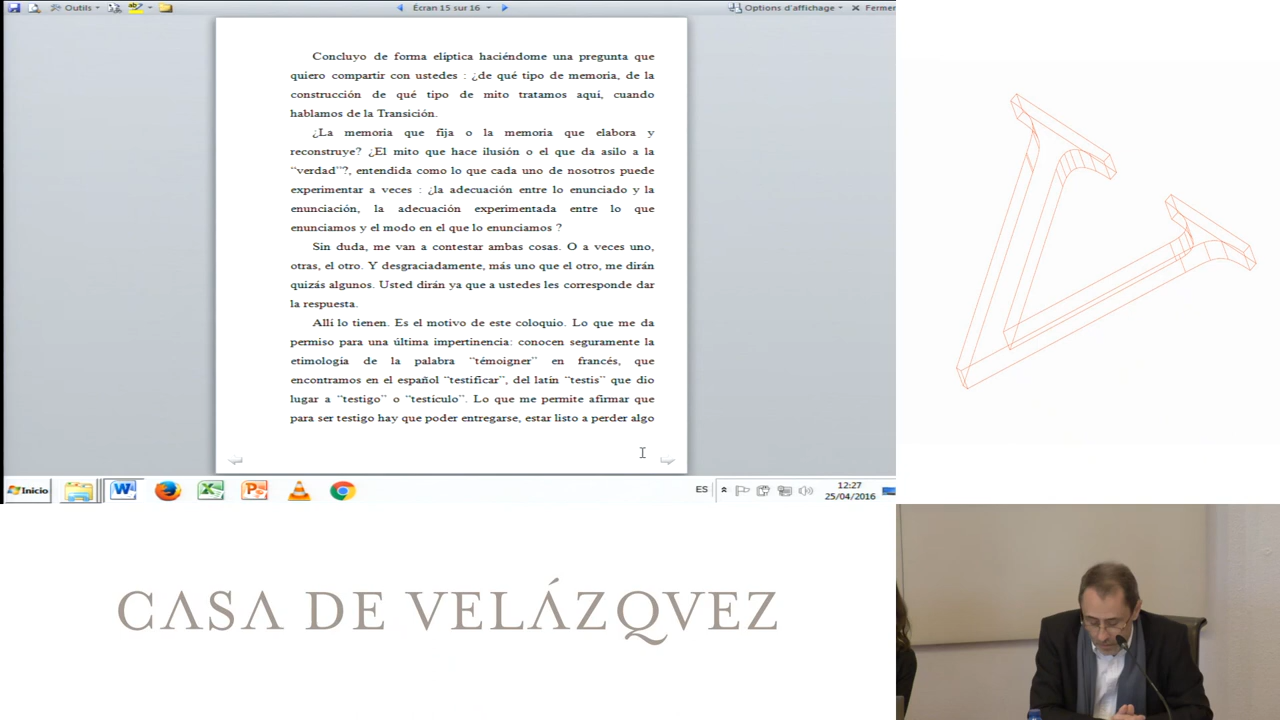 Outils
Écran 15 sur 16
Options d'affichage
Fermer
Concluyo de forma elíptica haciéndome una pregunta que
quiero compartir con ustedes : ¿de qué tipo de memoria, de la
construcción de qué tipo de mito tratamos aquí, cuando
hablamos de la Transición.
¿La memoria que fija o la memoria que elabora y
reconstruye? ¿El mito que hace ilusión o el que da asilo a la
“verdad”?, entendida como lo que cada uno de nosotros puede
experimentar a veces : ¿la adecuación entre lo enunciado y la
enunciación, la adecuación experimentada entre lo que
enunciamos y el modo en el que lo enunciamos ?
Sin duda, me van a contestar ambas cosas. O a veces uno,
otras, el otro. Y desgraciadamente, más uno que el otro, me dirán
quizás algunos. Usted dirán ya que a ustedes les corresponde dar
la respuesta.
Allí lo tienen. Es el motivo de este coloquio. Lo que me da
permiso para una última impertinencia: conocen seguramente la
etimología de la palabra “témoigner” en francés, que
encontramos en el español “testificar”, del latín “testis” que dio
lugar a “testigo” o “testículo”. Lo que me permite afirmar que
para ser testigo hay que poder entregarse, estar listo a perder algo
Inicio
ES
12:27
25/04/2016
CASA DE VELÁZQVEZ